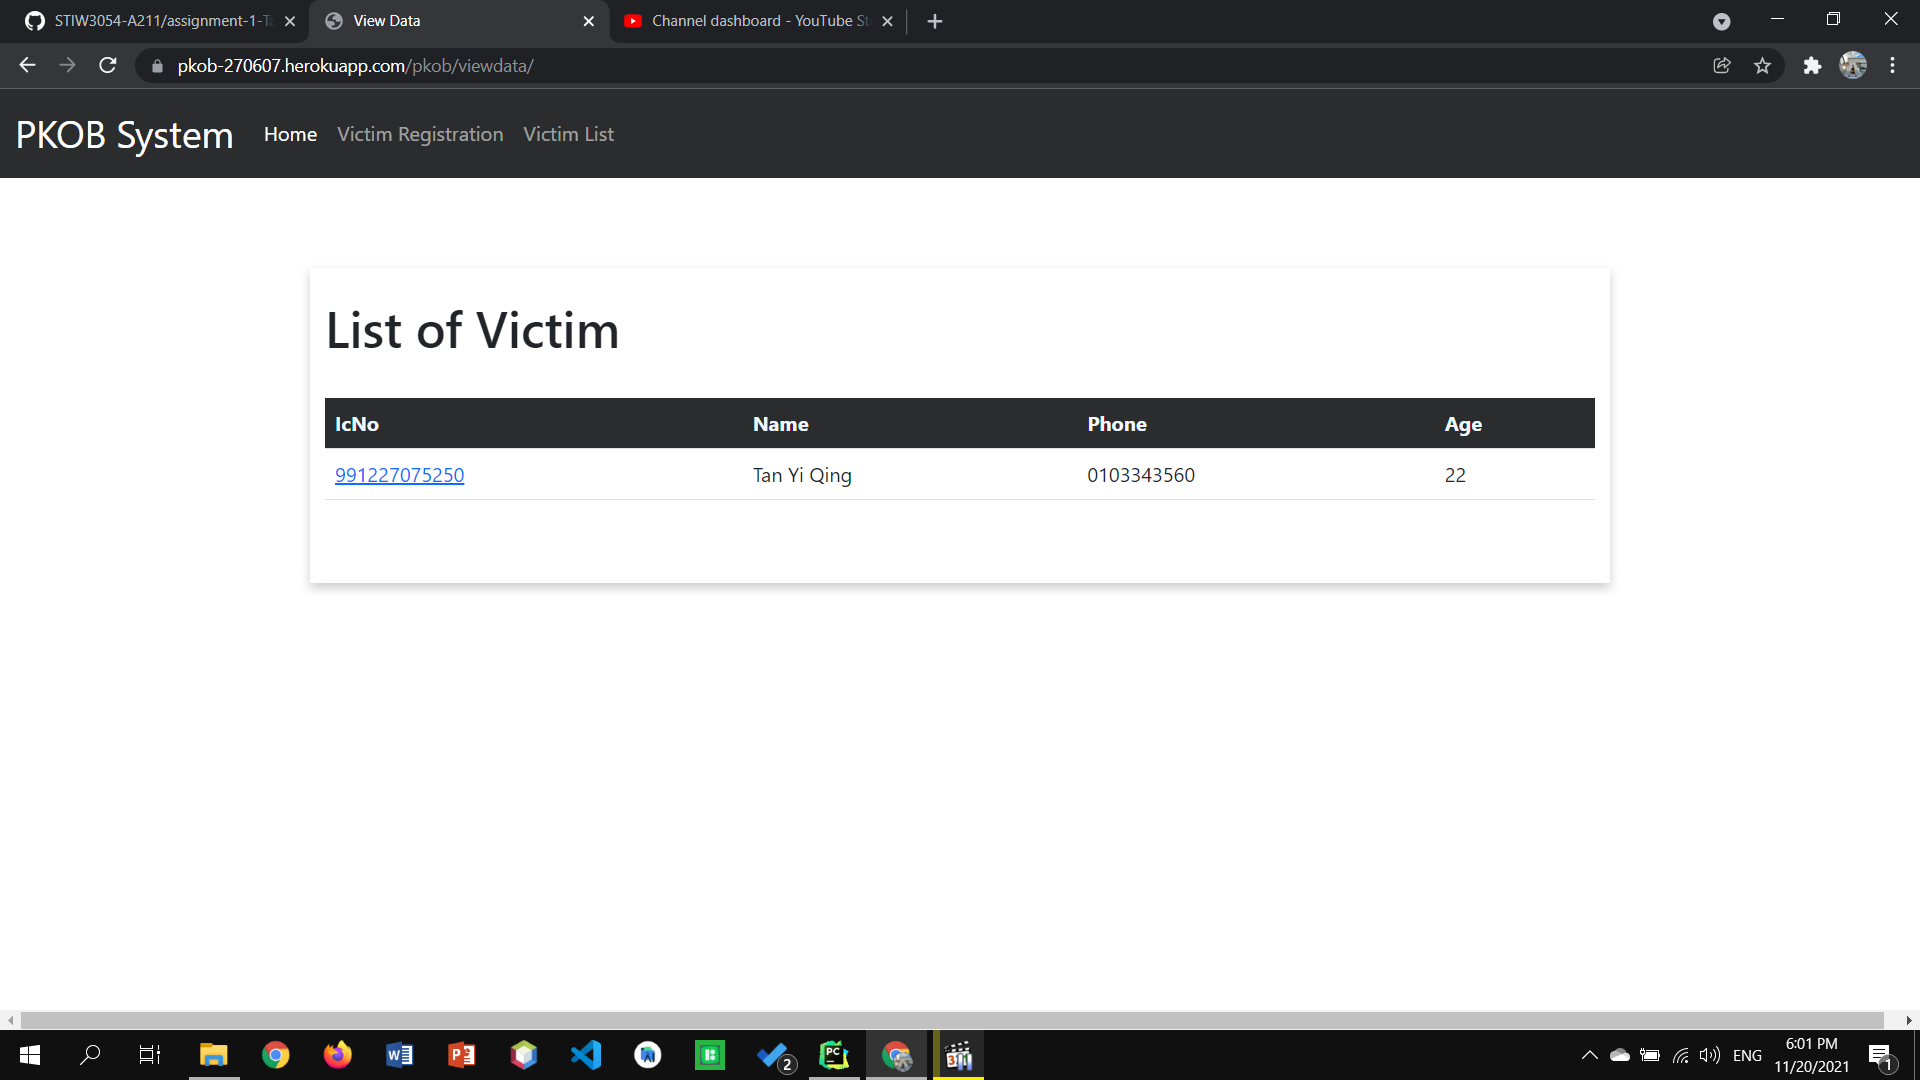 STIW3054-A211/assignment-1-Ta
View Data
Channel dashboard - YouTube St
pkob-270607.herokuapp.com/pkob/viewdata/
PKOB System
Home
Victim Registration
Victim List
List of Victim
IcNo Name Phone Age
991227075250 Tan Yi Qing 0103343560 22
2
ENG
6:01 PM
11/20/2021
1